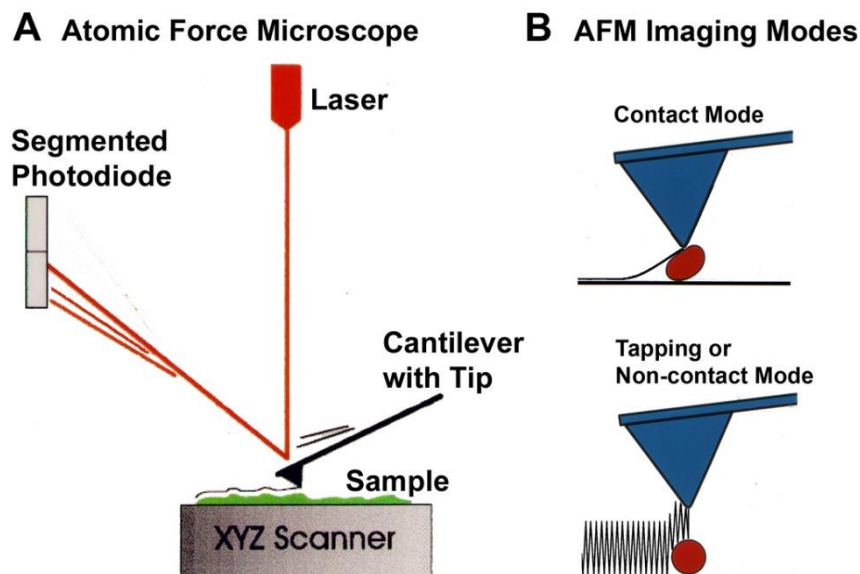 A Atomic Force Microscope
Laser
Segmented
Photodiode
Cantilever
with Tip
Sample
XYZ Scanner
B AFM Imaging Modes
Contact Mode
Tapping or
Non-contact Mode